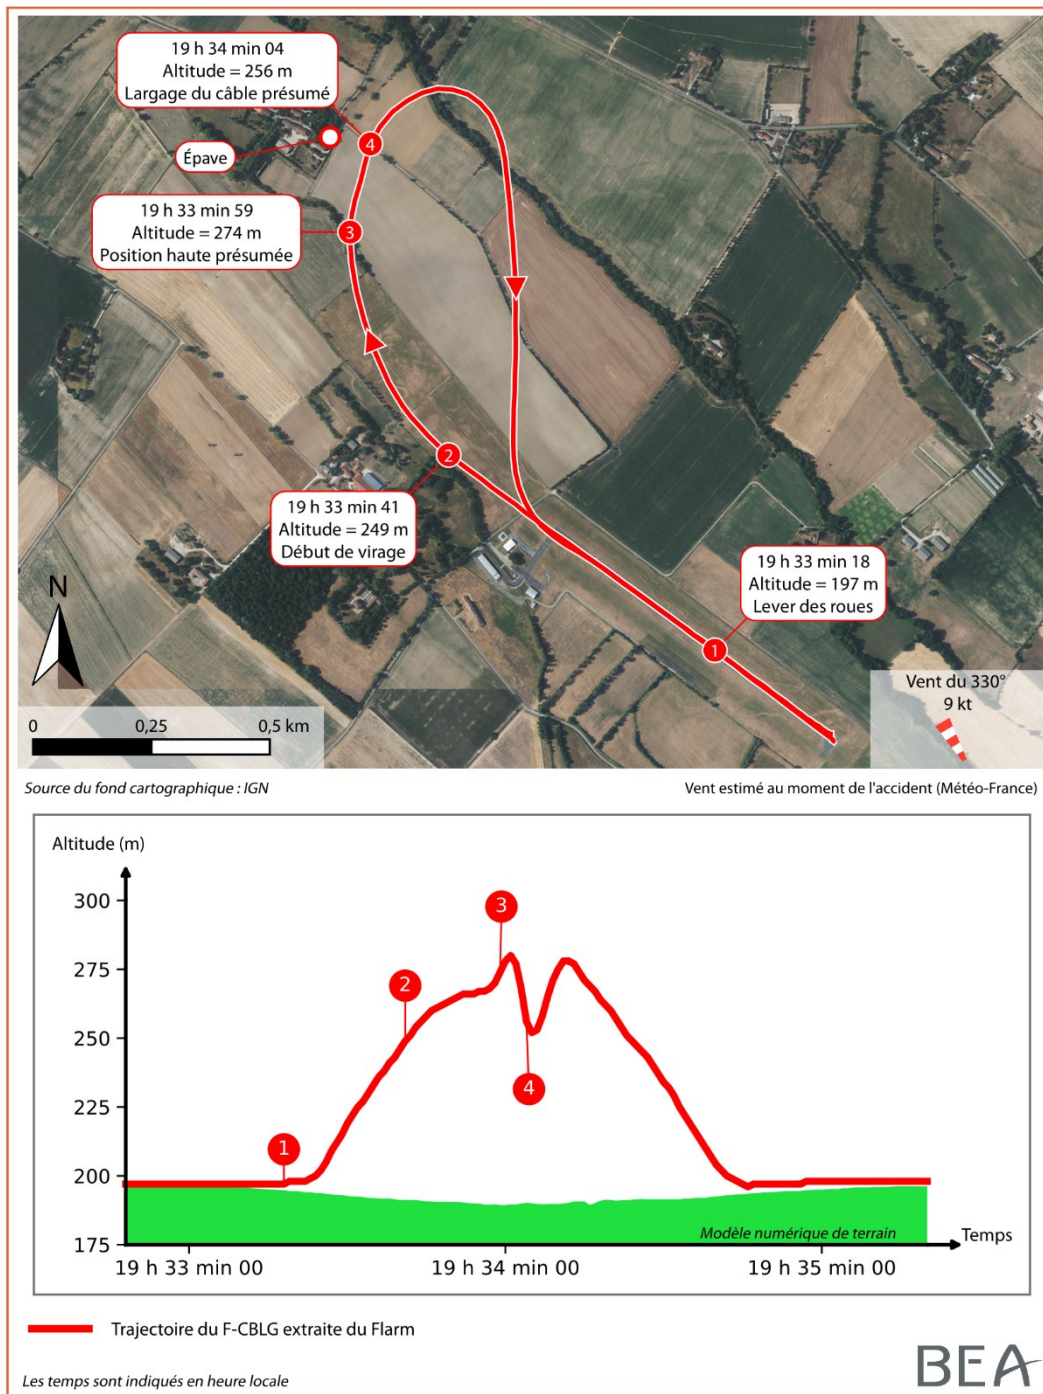 19 h 34 min 04
Altitude = 256 m
Largage du câble présumé
Épave
4
19 h 33 min 59
Altitude = 274 m
Position haute présumée
3
2
19 h 33 min 41
Altitude = 249 m
Début de virage
19 h 33 min 18
Altitude = 197 m
Lever des roues
1
N
Vent du 330°
9 kt
0 0,25 0,5 km
Source du fond cartographique : IGN
Vent estimé au moment de l'accident (Météo-France)
Altitude (m)
300
275
250
225
200
175
3
2
4
1
Modèle numérique de terrain
Temps
19 h 33 min 00 19 h 34 min 00 19 h 35 min 00
Trajectoire du F-CBLG extraite du Flarm
BEA
Les temps sont indiqués en heure locale